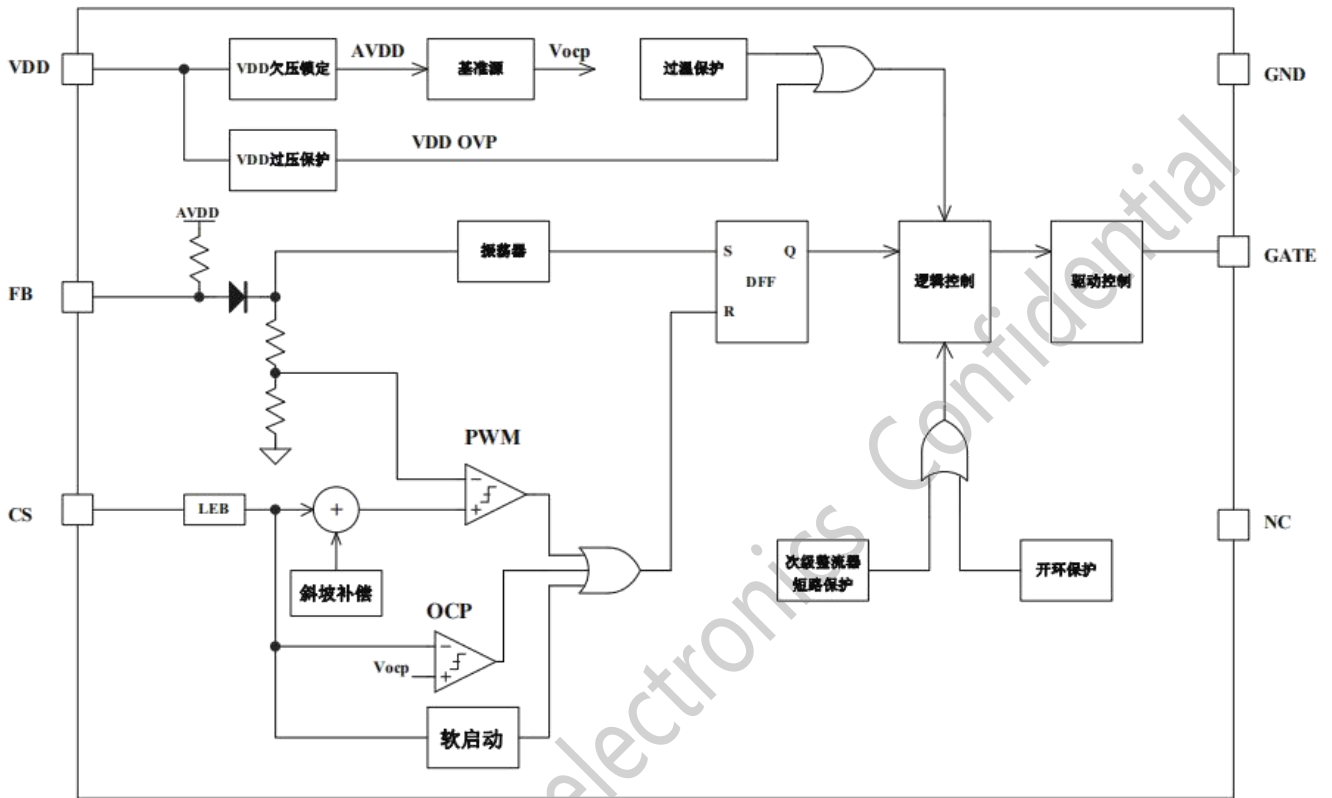 VDD
VDD欠压锁定
AVDD
基准源
Vocp
过温保护
GND
VDD过压保护
VDD OVP
AVDD
FB
振荡器
S
Q
DFF
R
逻辑控制
驱动控制
GATE
PWM
−
+
CS
LEB
+
斜坡补偿
OCP
−
Vocp
+
软启动
次级整流器
短路保护
开环保护
NC
electronics Confidential